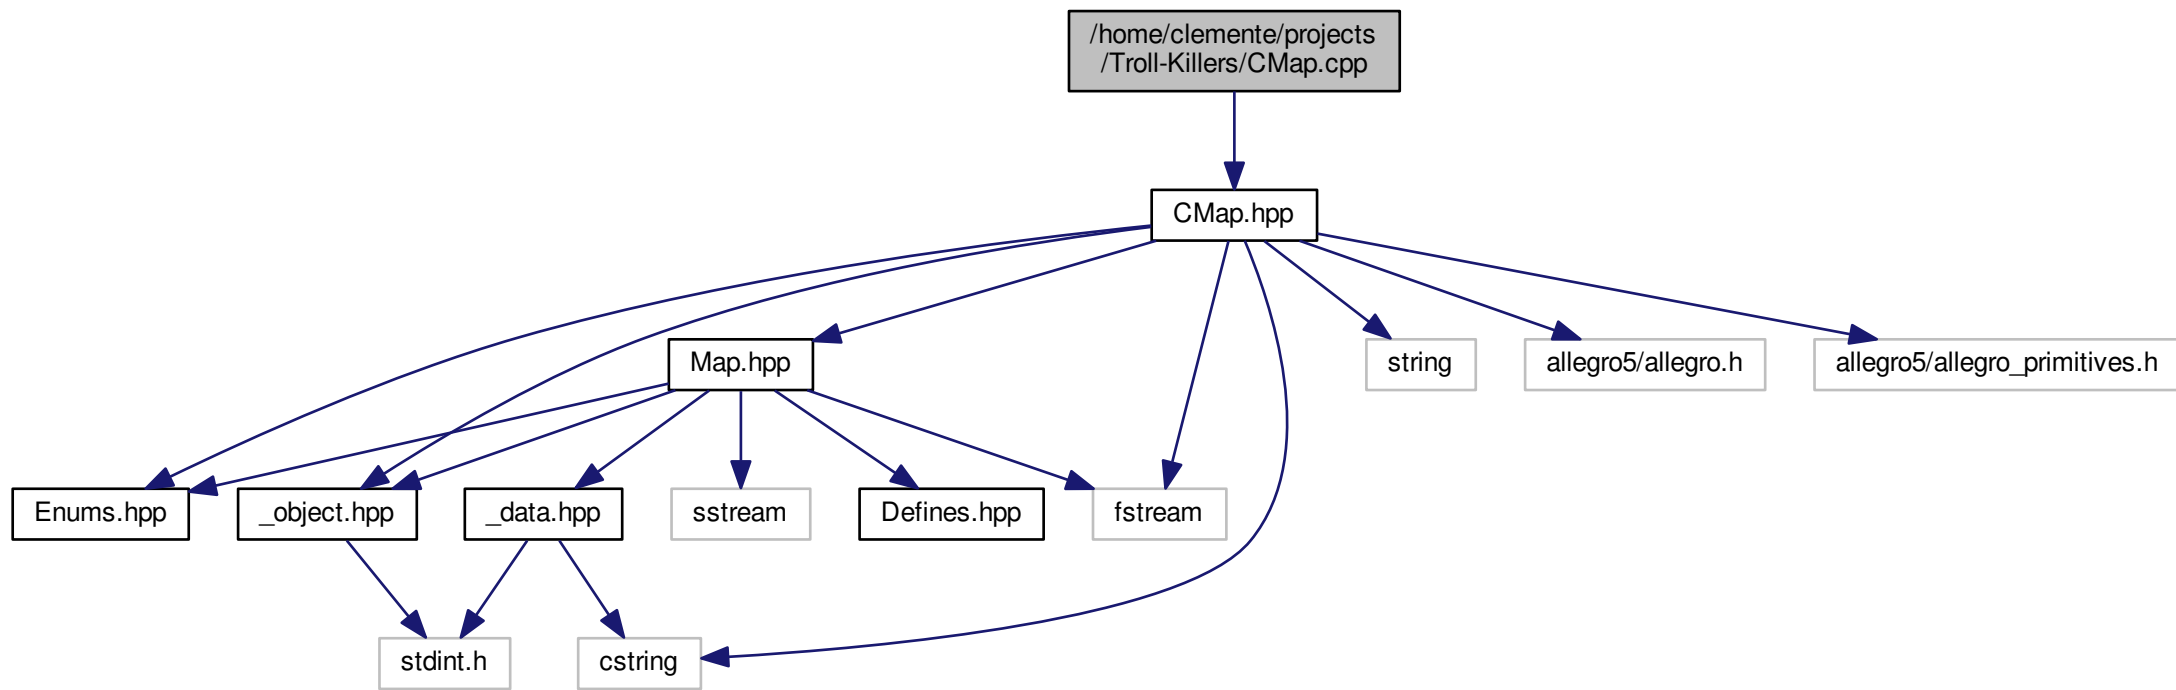 /home/clemente/projects
/Troll-Killers/CMap.cpp
CMap.hpp
Map.hpp
string
allegro5/allegro.h
allegro5/allegro_primitives.h
Enums.hpp
_object.hpp
_data.hpp
sstream
Defines.hpp
fstream
stdint.h
cstring